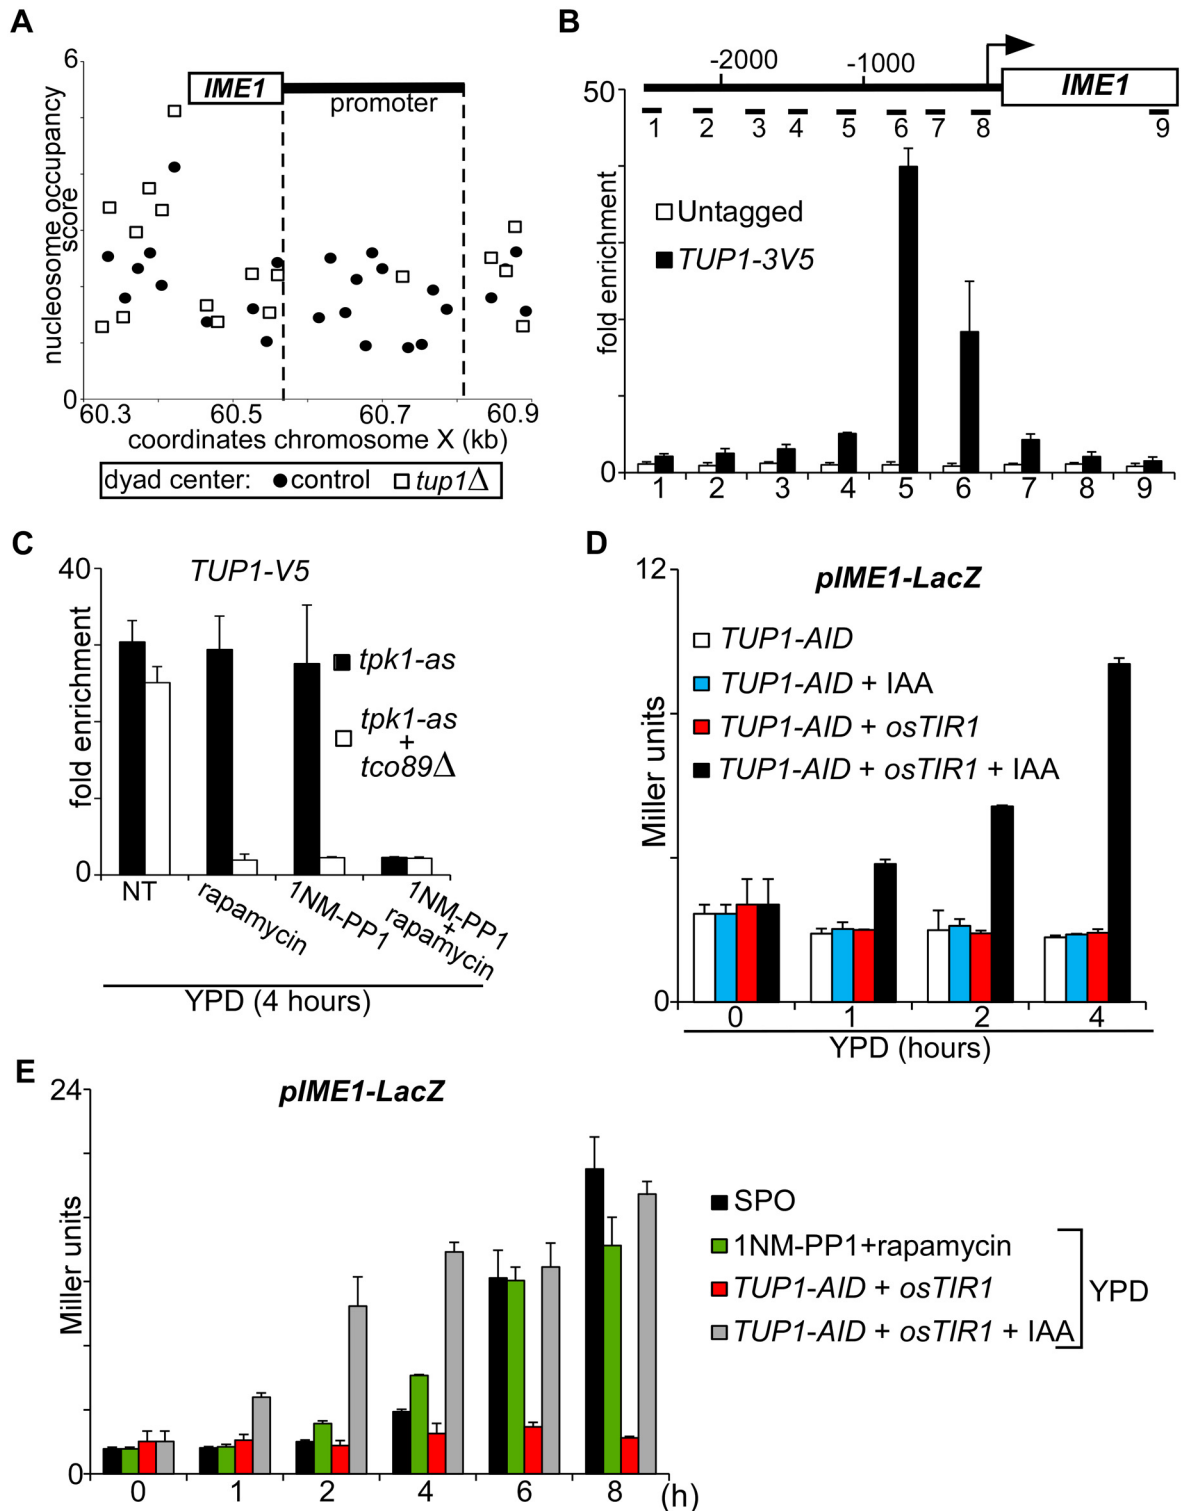 A
6
IME1
promoter
nucleosome occupancy
score
0
60.3 60.5 60.7 60.9
coordinates chromosome X (kb)
dyad center: control tup1Δ
B
-2000 -1000
IME1
50
1 2 3 4 5 6 7 8 9
fold enrichment
Untagged
TUP1-3V5
0
1 2 3 4 5 6 7 8 9
C
TUP1-V5
40
fold enrichment
tpk1-as
tpk1-as
+
tco89Δ
0
NT rapamycin 1NM-PP1 1NM-PP1
+
rapamycin
YPD (4 hours)
D
pIME1-LacZ
12
Miller units
TUP1-AID
TUP1-AID + IAA
TUP1-AID + osTIR1
TUP1-AID + osTIR1 + IAA
0
0 1 2 4
YPD (hours)
E
pIME1-LacZ
24
Miller units
SPO
1NM-PP1+rapamycin
TUP1-AID + osTIR1
TUP1-AID + osTIR1 + IAA
YPD
0
0 1 2 4 6 8 (h)